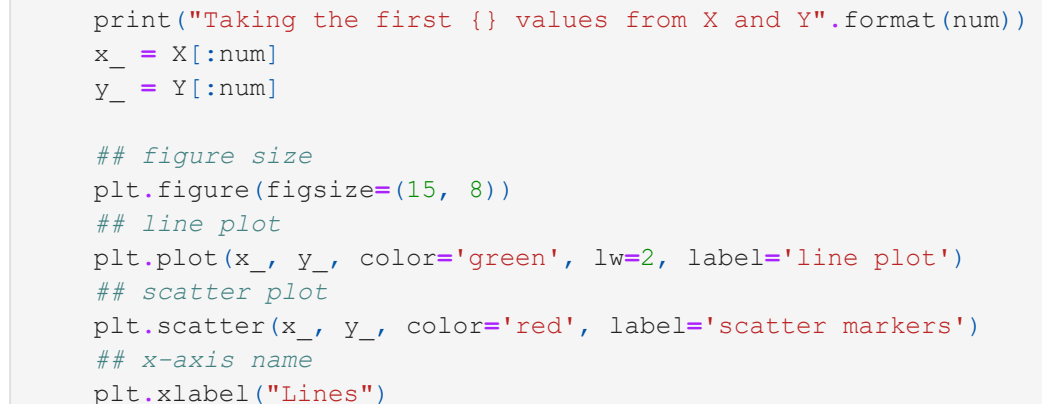 print("Taking the first {} values from X and Y".format(num))
x_ = X[:num]
y_ = Y[:num]
## figure size
plt.figure(figsize=(15, 8))
## line plot
plt.plot(x_, y_, color='green', lw=2, label='line plot')
## scatter plot
plt.scatter(x_, y_, color='red', label='scatter markers')
## x-axis name
plt.xlabel("Lines")